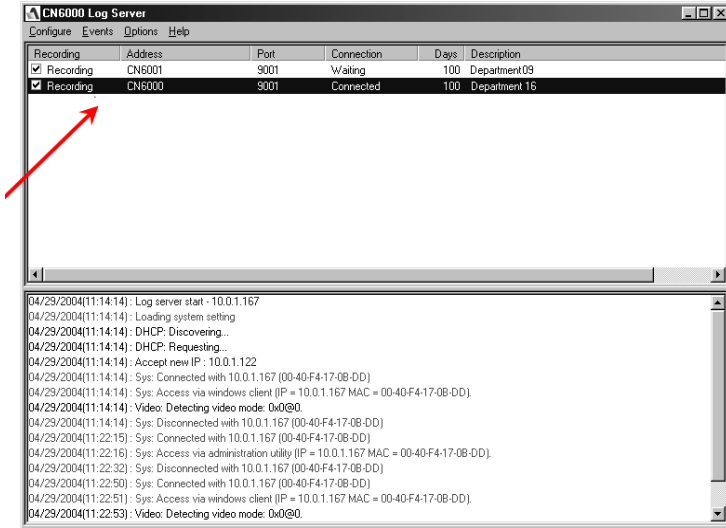 CN6000 Log Server
Configure Events Options Help
Recording Address Port Connection Days Description
Recording CN6001 9001 Waiting 100 Department09
Recording CN6000 9001 Connected 100 Department 16
04/29/2004(11:14:14) : Log server start - 10.0.1.167
04/29/2004(11:14:14) : Loading system setting
04/29/2004(11:14:14) : DHCP: Discovering...
04/29/2004(11:14:14) : DHCP: Requesting...
04/29/2004(11:14:14) : Accept new IP : 10.0.1.122
04/29/2004(11:14:14) : Sys: Connected with 10.0.1.167 (00-40-F4-17-0B-DD)
04/29/2004(11:14:14) : Sys: Access via windows client (IP = 10.0.1.167 MAC = 00-40-F4-17-0B-DD).
04/29/2004(11:14:14) : Video: Detecting video mode: 0x0@0.
04/29/2004(11:14:14) : Sys: Disconnected with 10.0.1.167 (00-40-F4-17-0B-DD)
04/29/2004(11:22:15) : Sys: Connected with 10.0.1.167 (00-40-F4-17-0B-DD)
04/29/2004(11:22:16) : Sys: Access via administration utility (IP = 10.0.1.167 MAC = 00-40-F4-17-0B-DD).
04/29/2004(11:22:32) : Sys: Disconnected with 10.0.1.167 (00-40-F4-17-0B-DD)
04/29/2004(11:22:50) : Sys: Connected with 10.0.1.167 (00-40-F4-17-0B-DD)
04/29/2004(11:22:51) : Sys: Access via windows client (IP = 10.0.1.167 MAC = 00-40-F4-17-0B-DD).
04/29/2004(11:22:53) : Video: Detecting video mode: 0x0@0.